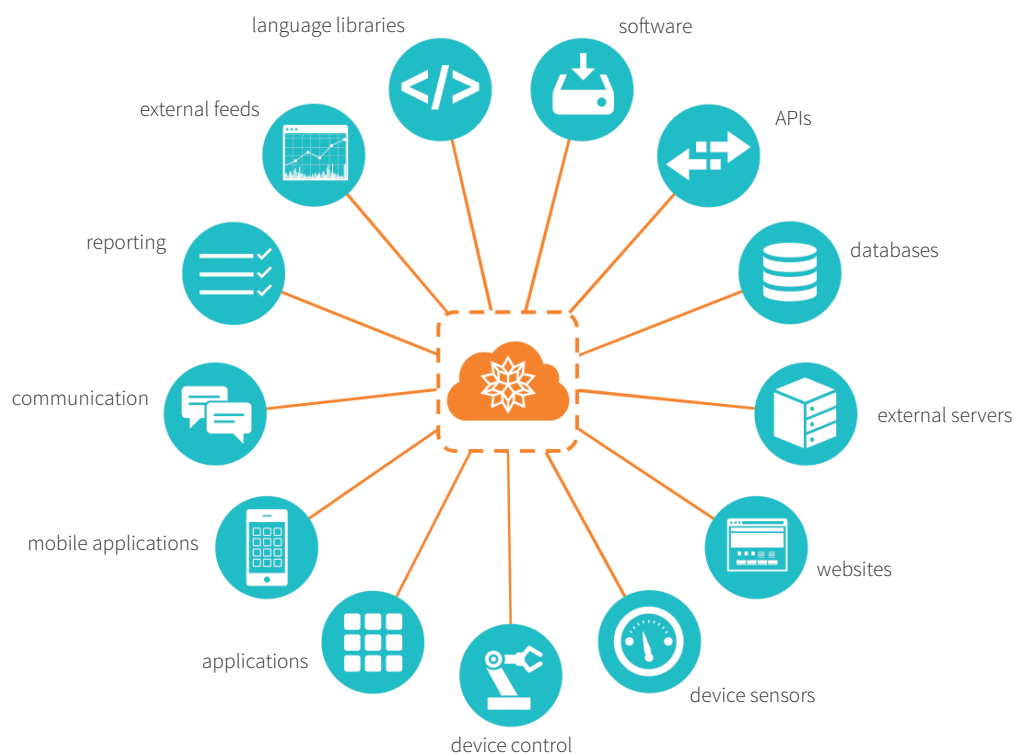 language libraries
software
external feeds
APIs
reporting
databases
communication
external servers
mobile applications
websites
applications
device sensors
device control